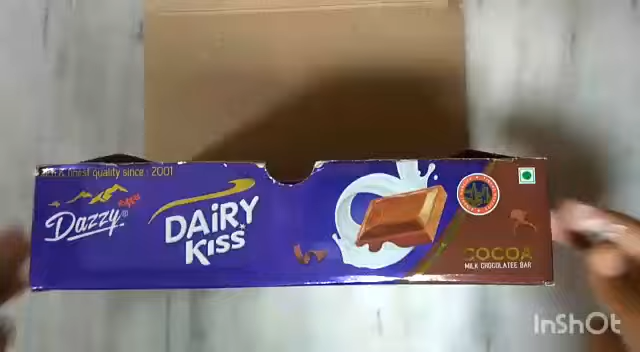 finest quality since : 2001
Dazzy®
DAIRY
KISS
COCOA
MILK CHOCOLATEE BAR
InShOt